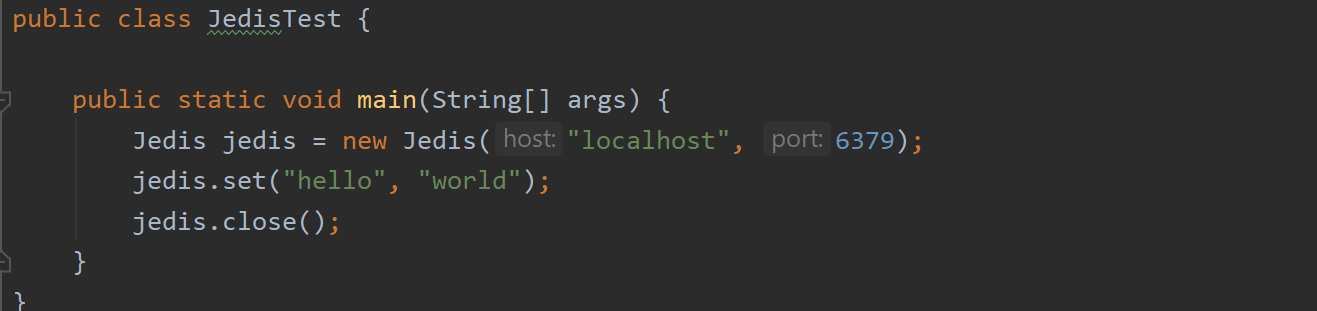 public class JedisTest {
public static void main(String[] args) {
Jedis jedis = new Jedis( host: "localhost", port: 6379);
jedis.set("hello", "world");
jedis.close();
}
}